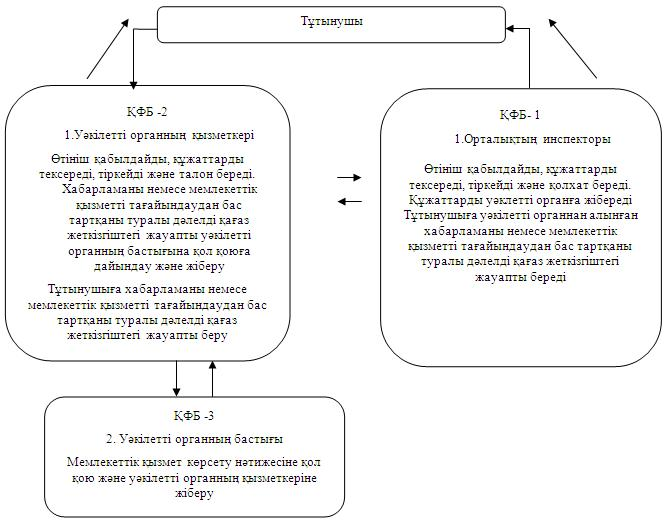 Тұтынушы
ҚФБ -2
1.Уәкілетті органның қызметкері
Өтініш қабылдайды, құжаттарды
тексереді, тіркейді және талон береді.
Хабарламаны немесе мемлекеттік
қызметті тағайындаудан бас
тартқаны туралы дәлелді қағаз
жеткізгіштегі жауапты уәкілетті
органның бастығына қол қоюға
дайындау және жіберу
Тұтынушыға хабарламаны немесе
мемлекеттік қызметті тағайындаудан бас
тартқаны туралы дәлелді қағаз
жеткізгіштегі жауапты беру
ҚФБ- 1
1.Орталықтың инспекторы
Өтініш қабылдайды, құжаттарды
тексереді, тіркейді және қолхат береді.
Құжаттарды уәклетті органға жібереді
Тұтынушыға уәкілетті органнан алынған
хабарламаны немесе мемлекеттік
қызметті тағайындаудан бас тартқаны
туралы дәлелді қағаз жеткізгіштегі
жауапты береді
ҚФБ -3
2. Уәкілетті органның бастығы
Мемлекеттік қызмет көрсету нәтижесіне қол
қою және уәкілетті органның қызметкеріне
жіберу